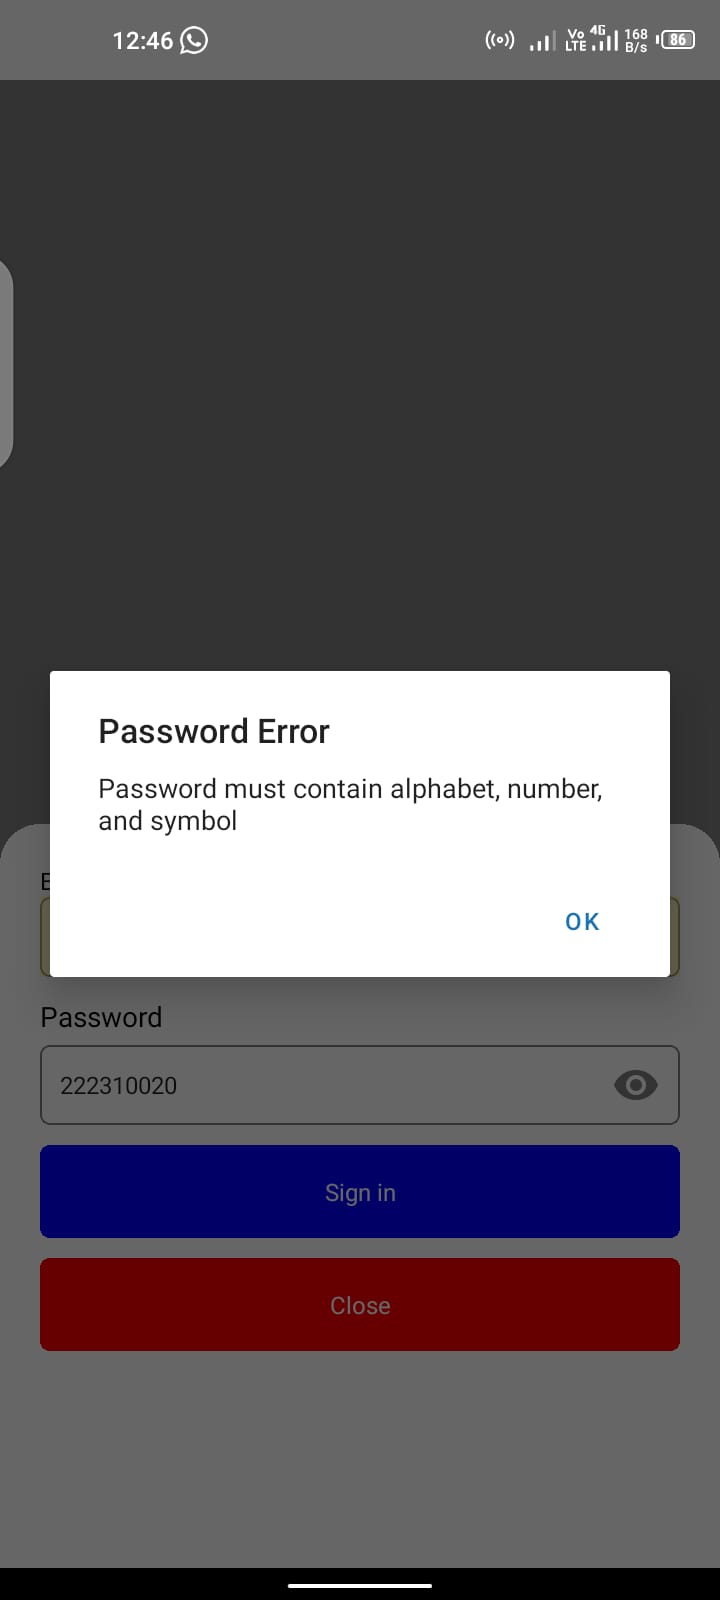 12:46
Vo LTE 4G 168 B/s 86
Password Error
Password must contain alphabet, number,
and symbol
OK
Password
222310020
Sign in
Close